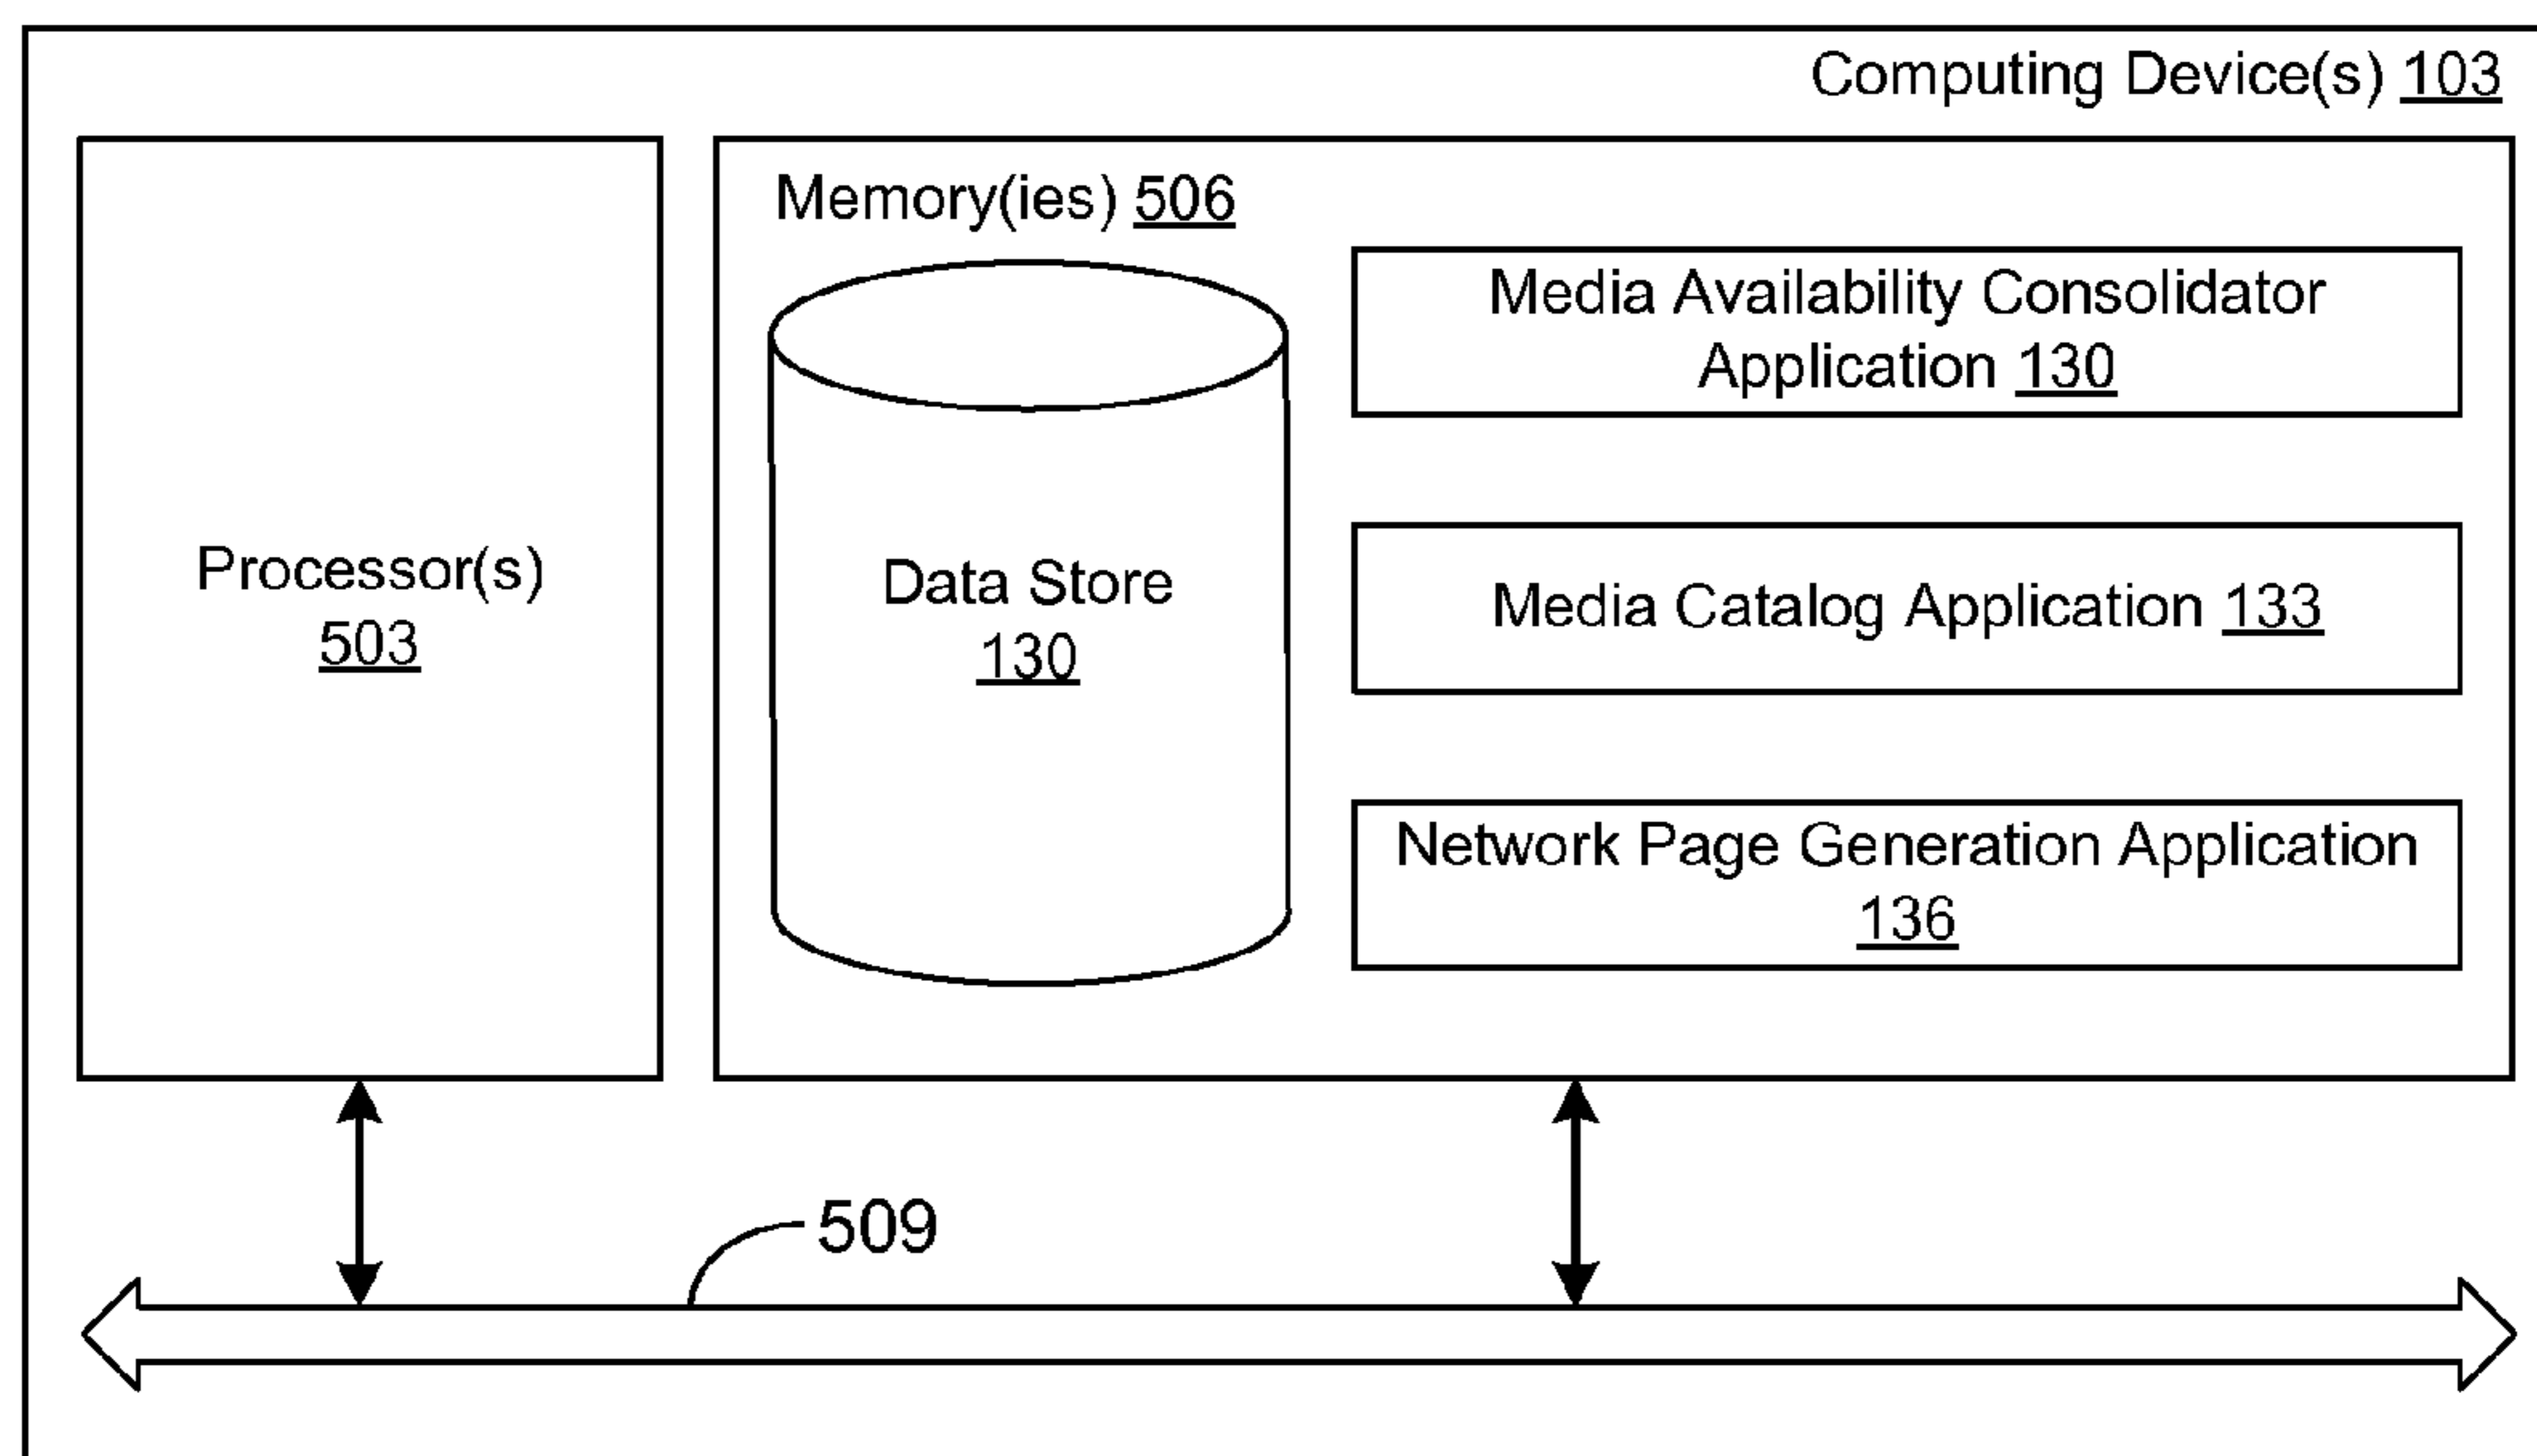 Computing Device(s) 103
Memory(ies) 506
Processor(s)
503
Data Store
130
Media Availability Consolidator
Application 130
Media Catalog Application 133
Network Page Generation Application
136
509